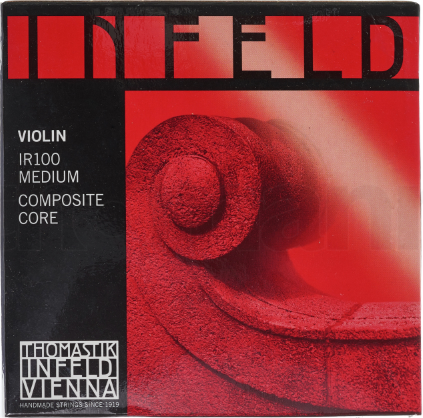 INFELD
VIOLIN
IR100
MEDIUM
COMPOSITE
CORE
THOMASTIK
INFELD
VIENNA
HANDMADE STRINGS SINCE 1919